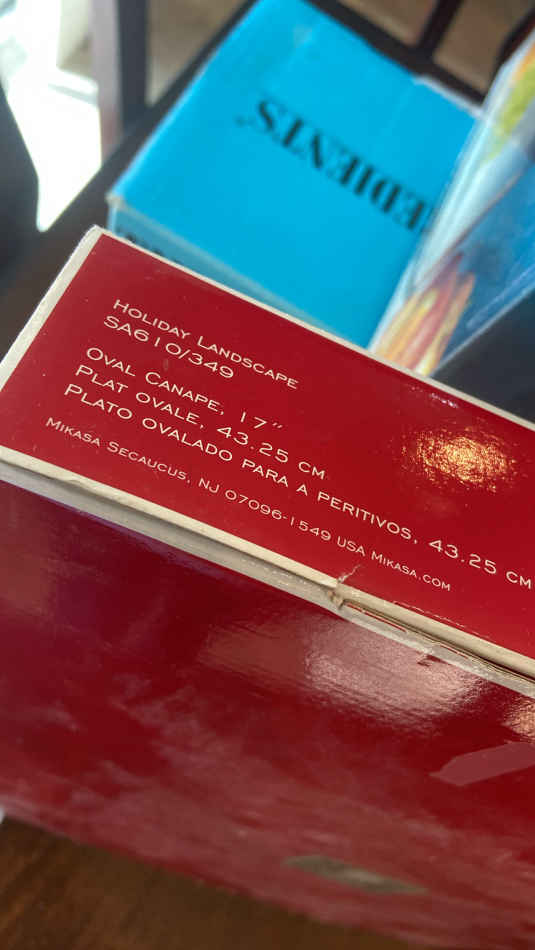 HOLIDAY LANDSCAPE
SA610/349
OVAL CANAPE, 17"
PLAT OVALE, 43.25 CM
PLATO OVALADO PARA A PERITIVOS, 43.25 CM
MIKASA SECAUCUS, NJ 07096-1549 USA MIKASA.COM
EDIENTS